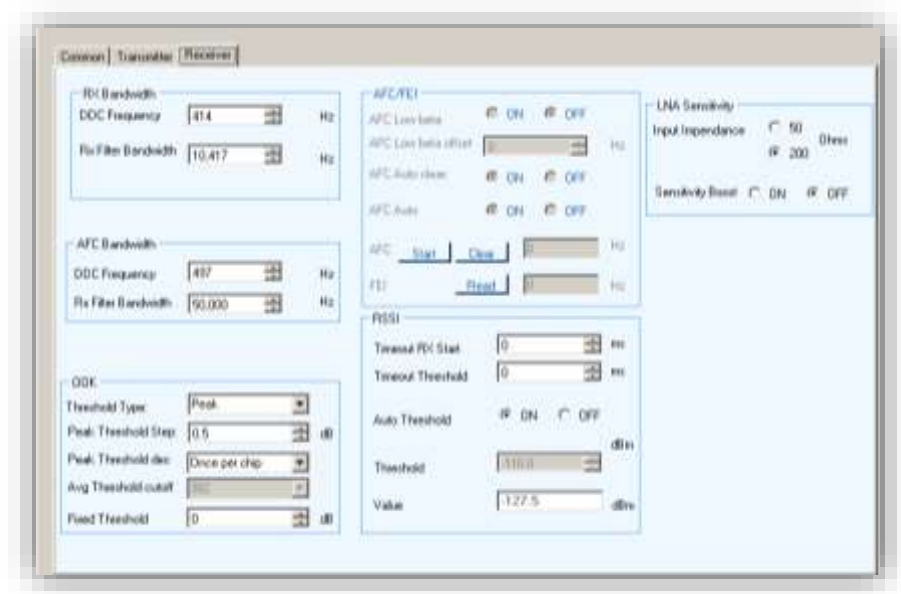 Common Transmitter Receiver
RX Bandwidth
DDC Frequency 414 Hz
Rx Filter Bandwidth 10.417 Hz
AFC Bandwidth
DDC Frequency 497 Hz
Rx Filter Bandwidth 50.000 Hz
OOK
Threshold Type: Peak
Peak Threshold Step: 0.5 dB
Peak Threshold dec: Once per chip
Avg Threshold cutoff
Fixed Threshold 0 dB
AFC/FEI
AFC Low beta ON OFF
AFC Low beta offset 0 Hz
AFC Auto clear ON OFF
AFC Auto ON OFF
AFC Start Clear 0 Hz
FEI Read 0 Hz
RSSI
Timeout RX Start 0 ms
Timeout Threshold 0 ms
Auto Threshold ON OFF
dBm
Threshold
Value -127.5 dBm
LNA Sensitivity
Input Impendance 50 Ohms
200
Sensitivity Boost ON OFF